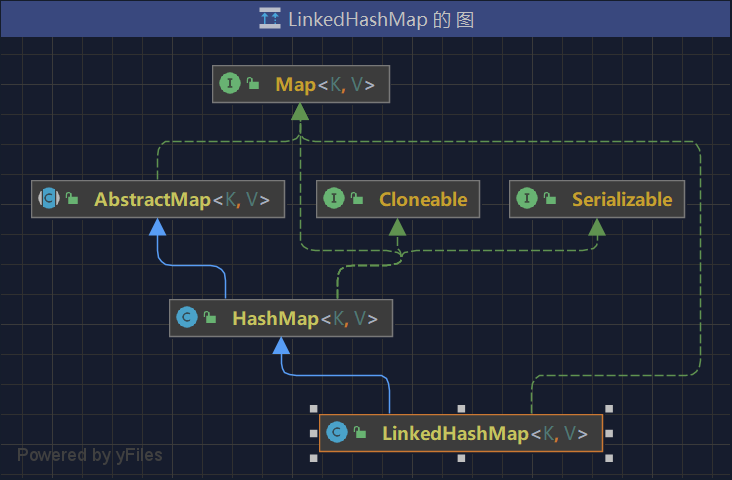 LinkedHashMap 的图
I Map<K, V>
C AbstractMap<K, V>
I Cloneable
I Serializable
C HashMap<K, V>
C LinkedHashMap<K, V>
Powered by yFiles